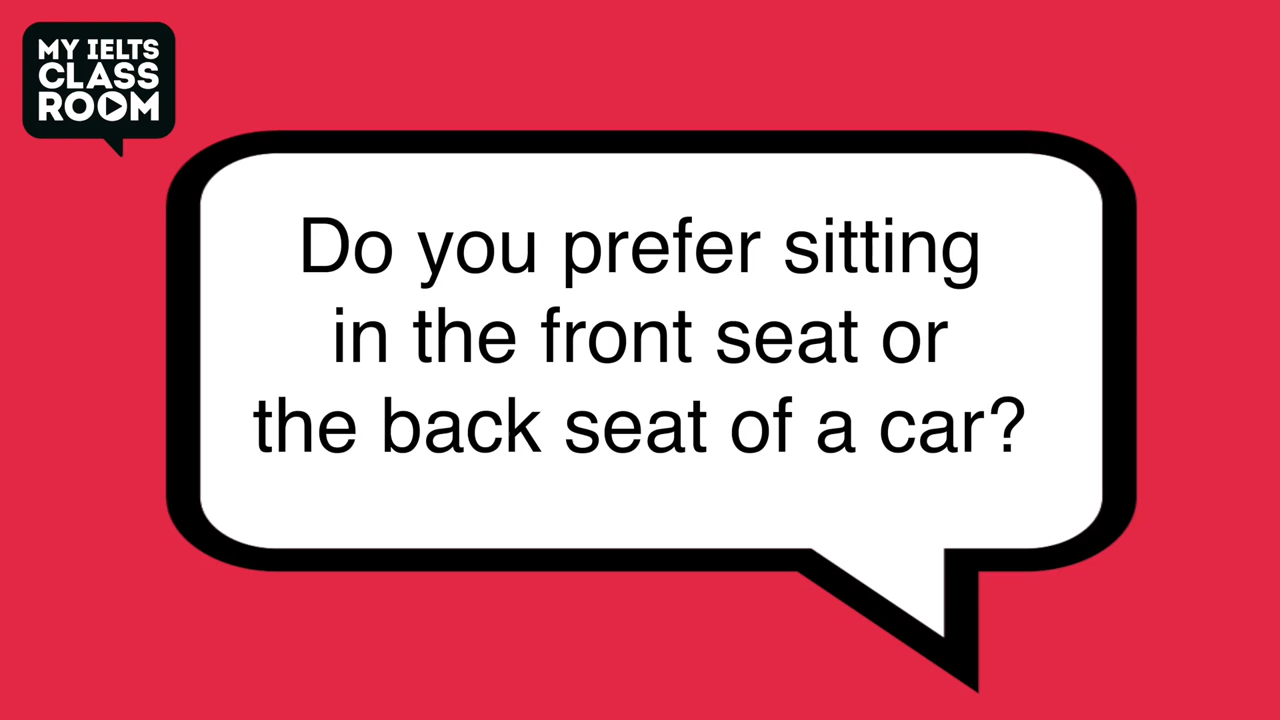 MY IELTS
CLASS
ROOM
Do you prefer sitting
in the front seat or
the back seat of a car?